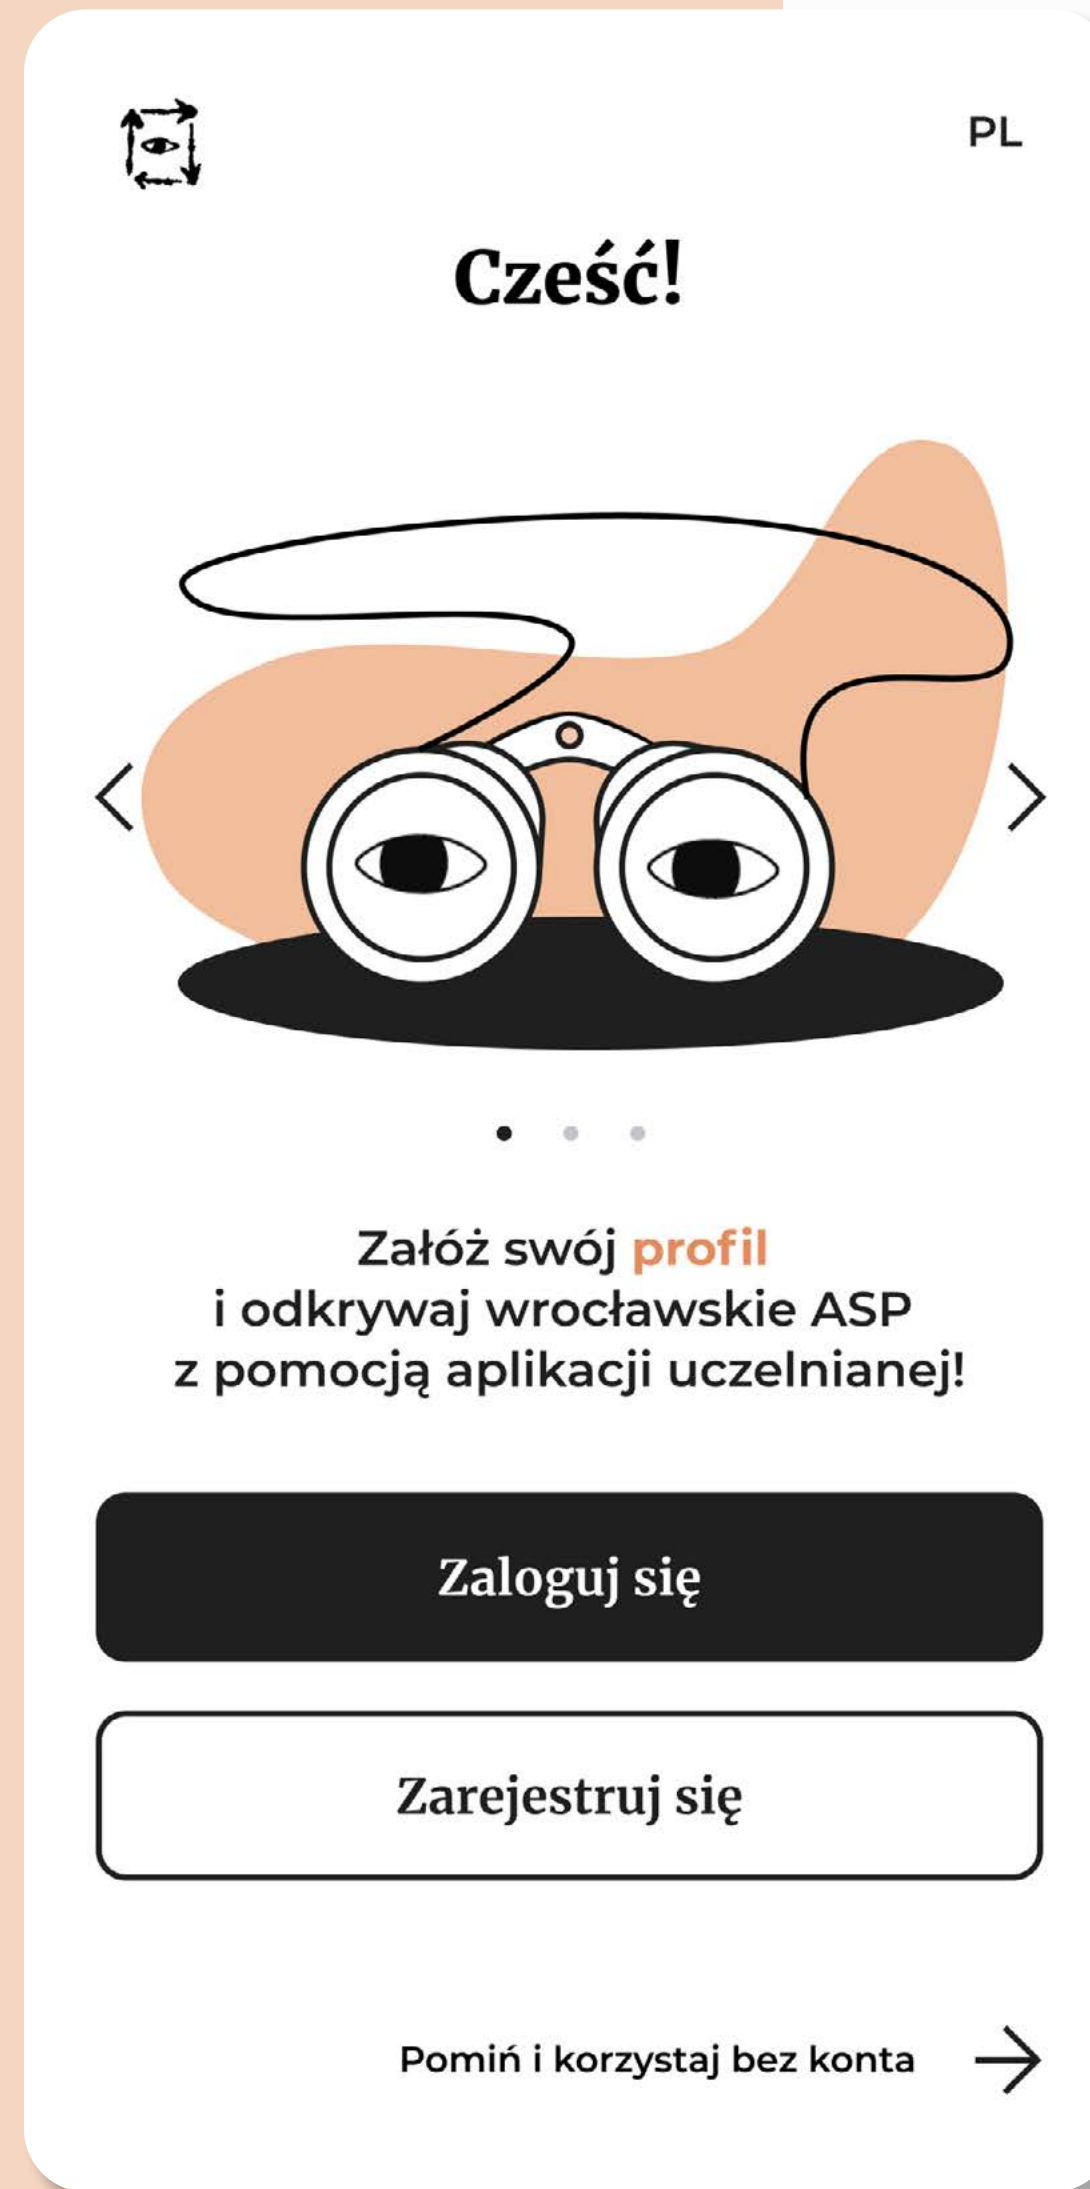 PL
Cześć!
Załóż swój profil
i odkrywaj wrocławskie ASP
z pomocją aplikacji uczelnianej!
Zaloguj się
Zarejestruj się
Pomiń i korzystaj bez konta